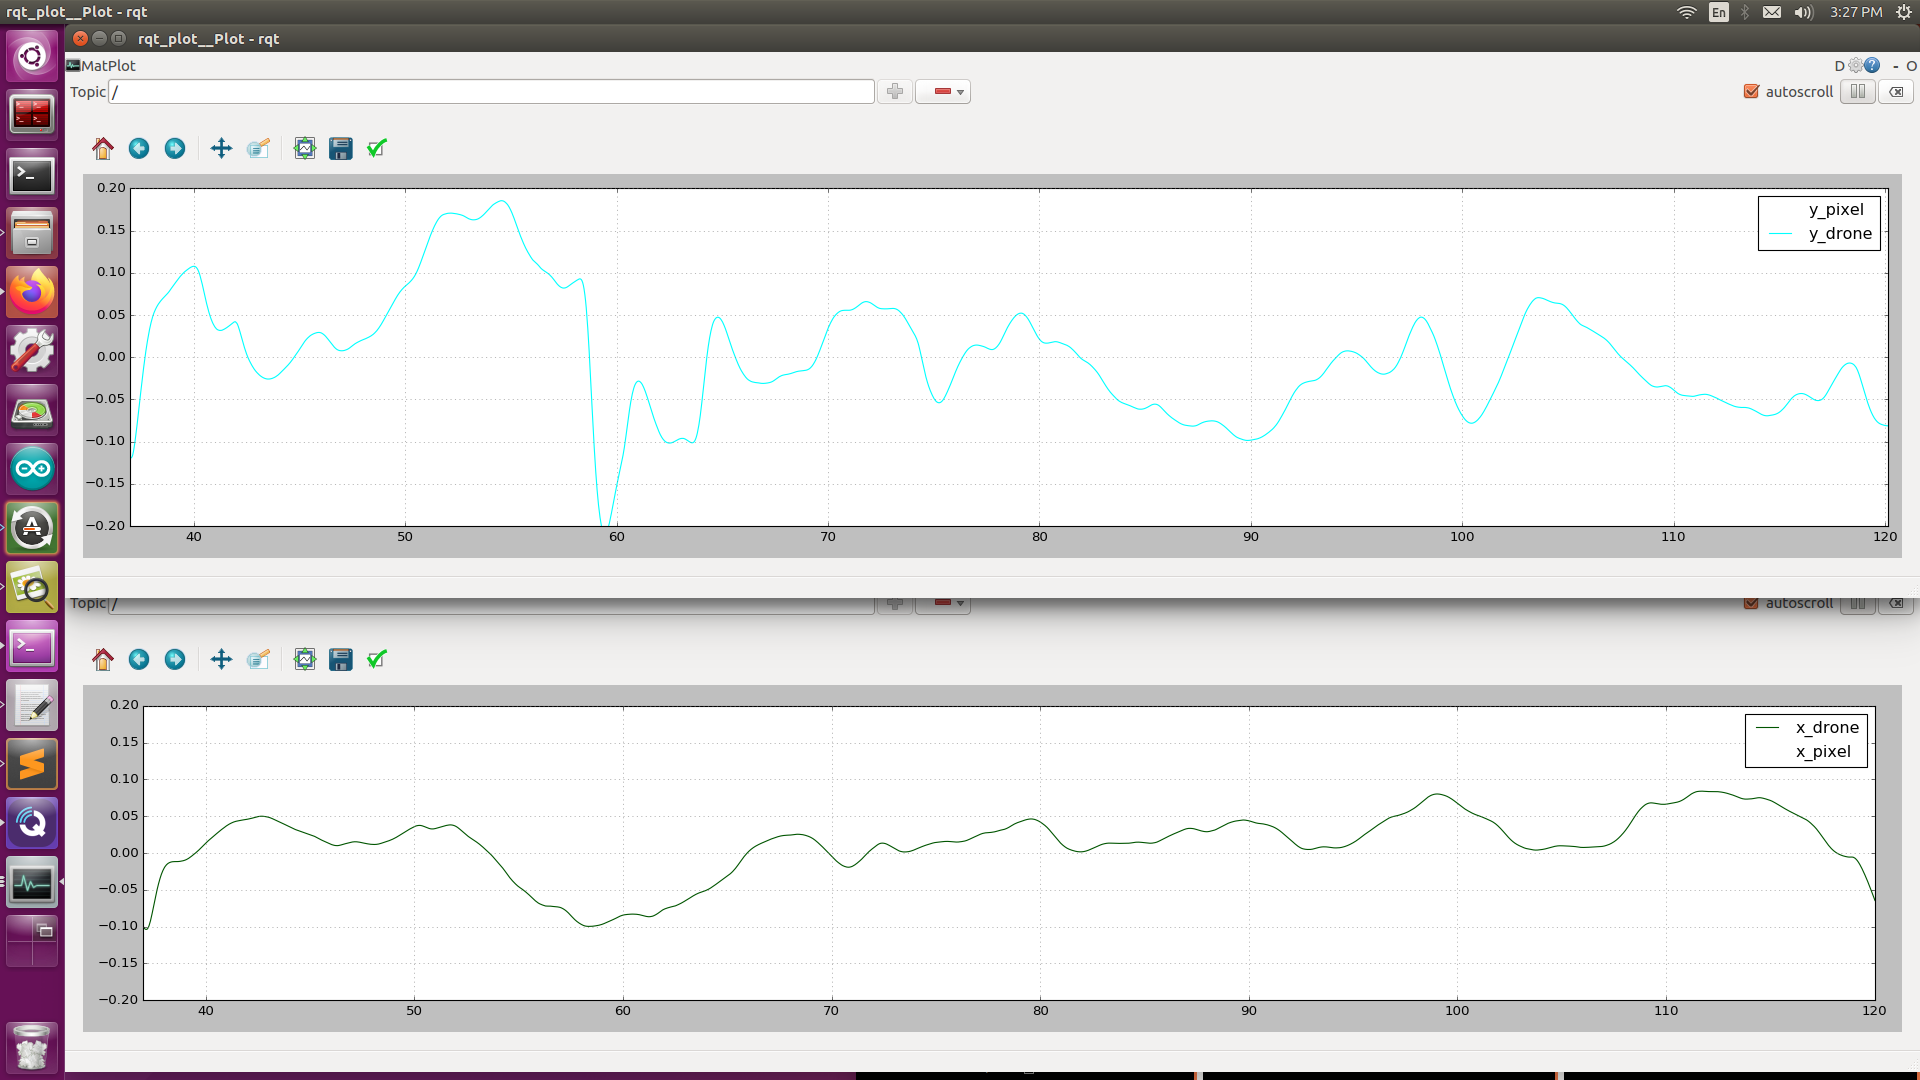 rqt_plot__Plot - rqt
En
3:27 PM
rqt_plot__Plot - rqt
MatPlot
D ? - O
Topic /
autoscroll
0.20
0.15
0.10
0.05
0.00
−0.05
−0.10
−0.15
−0.20
40 50 60 70 80 90 100 110 120
y_pixel
y_drone
Topic /
autoscroll
0.20
0.15
0.10
0.05
0.00
−0.05
−0.10
−0.15
−0.20
40 50 60 70 80 90 100 110 120
x_drone
x_pixel